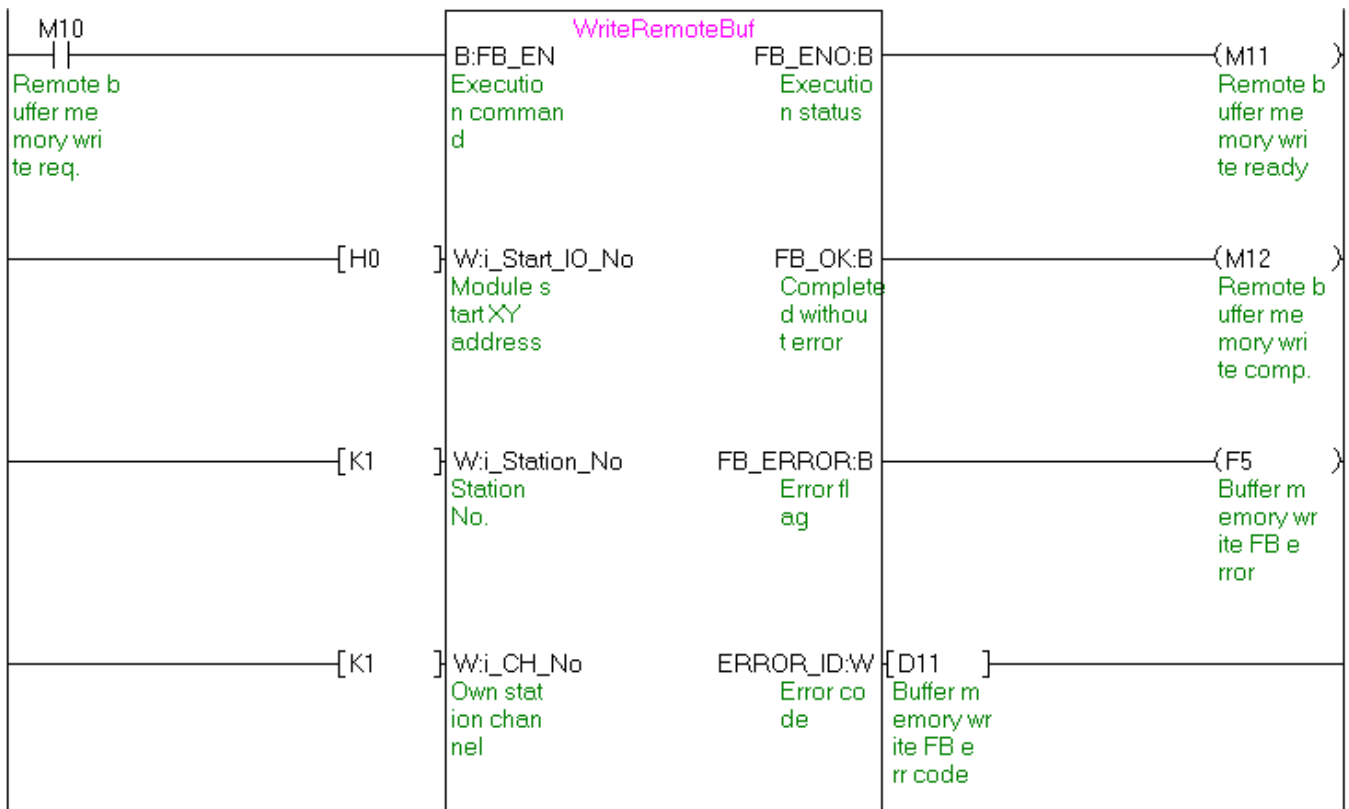 M10
WriteRemoteBuf
B:FB_EN
FB_ENO:B
M11
Remote b
uffer me
mory wri
te req.
Executio
n comman
d
Executio
n status
Remote b
uffer me
mory wri
te ready
H0
W:i_Start_IO_No
FB_OK:B
M12
Module s
tart XY
address
Complete
d withou
t error
Remote b
uffer me
mory wri
te comp.
K1
W:i_Station_No
FB_ERROR:B
F5
Station
No.
Error fl
ag
Buffer m
emory wr
ite FB e
rror
K1
W:i_CH_No
ERROR_ID:W
D11
Own stat
ion chan
nel
Error co
de
Buffer m
emory wr
ite FB e
rr code